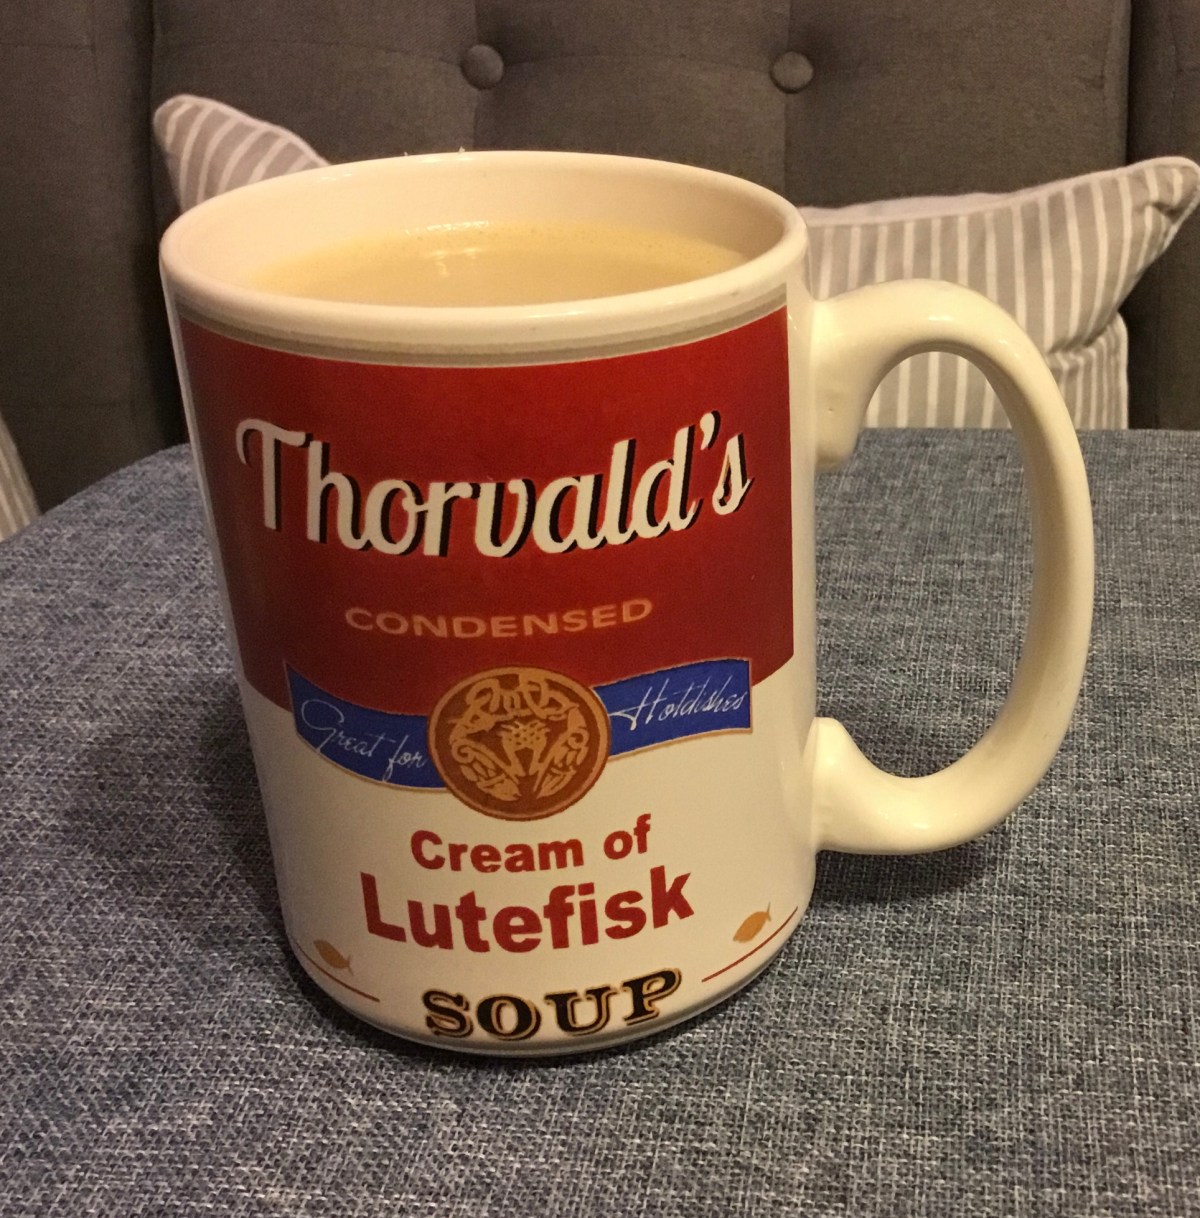 Thorvald's
CONDENSED
Great for Hotdishes
Cream of
Lutefisk
SOUP